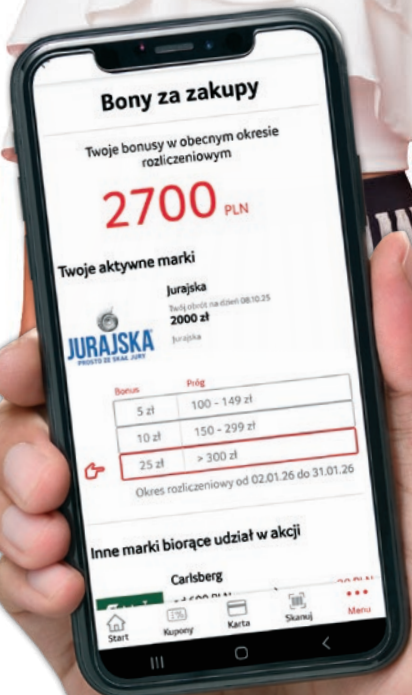 Bony za zakupy
Twoje bonusy w obecnym okresie
rozliczeniowym
2700 PLN
Twoje aktywne marki
Jurajska
Twój obrót na dzień 08.10.25
2000 zł
Jurajska
JURAJSKA
PROSTO ZE SKAŁ JURY
Bonus Próg
5 zł 100 - 149 zł
10 zł 150 - 299 zł
25 zł > 300 zł
Okres rozliczeniowy od 02.01.26 do 31.01.26
Inne marki biorące udział w akcji
Carlsberg
Start Kupony Karta Skanuj Menu